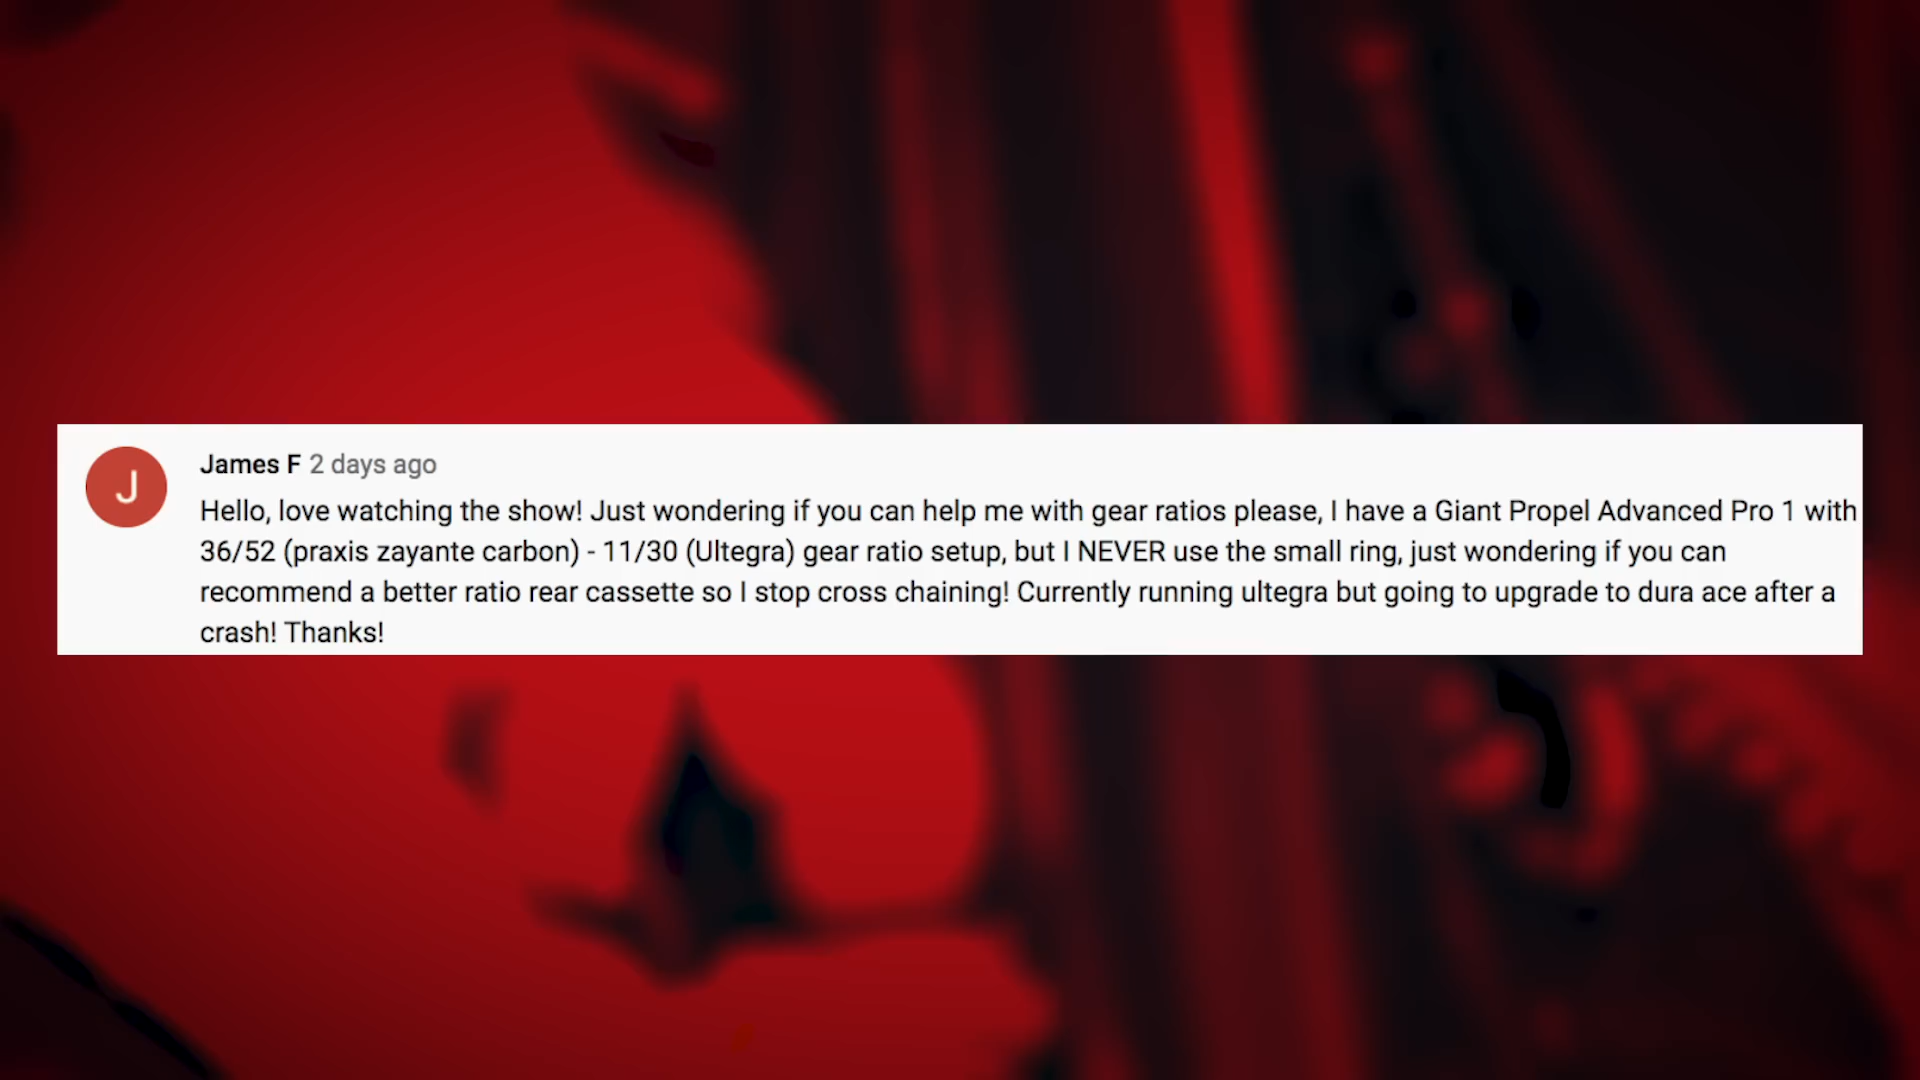 J
James F 2 days ago
Hello, love watching the show! Just wondering if you can help me with gear ratios please, I have a Giant Propel Advanced Pro 1 with
36/52 (praxis zayante carbon) - 11/30 (Ultegra) gear ratio setup, but I NEVER use the small ring, just wondering if you can
recommend a better ratio rear cassette so I stop cross chaining! Currently running ultegra but going to upgrade to dura ace after a
crash! Thanks!